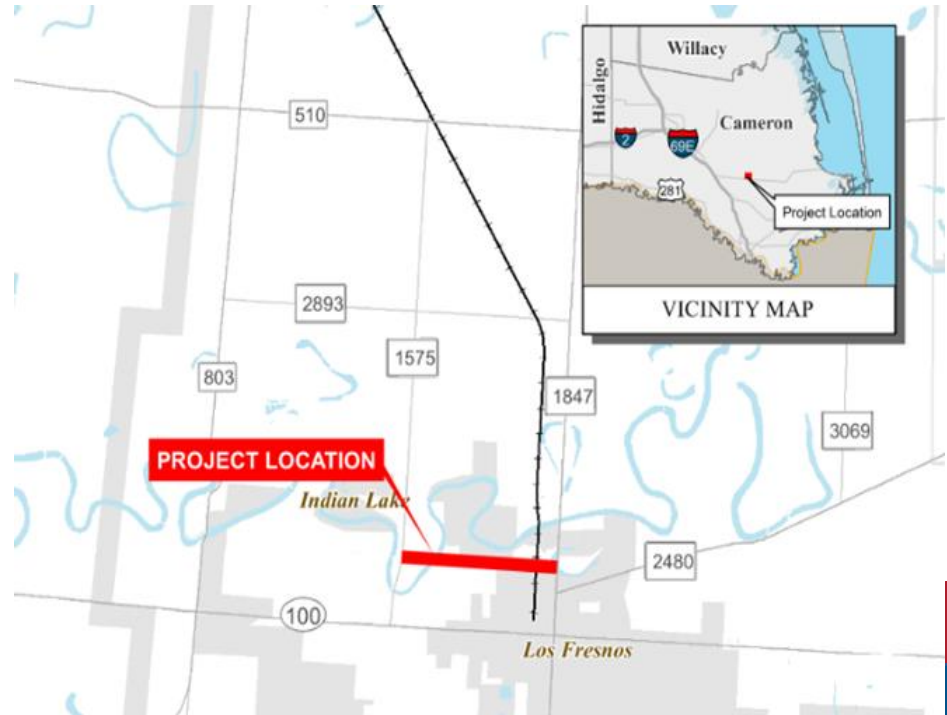 510
2893
1575
803
1847
3069
PROJECT LOCATION
Indian Lake
2480
100
Los Fresnos
Willacy
Hidalgo
Cameron
2
69E
281
Project Location
VICINITY MAP